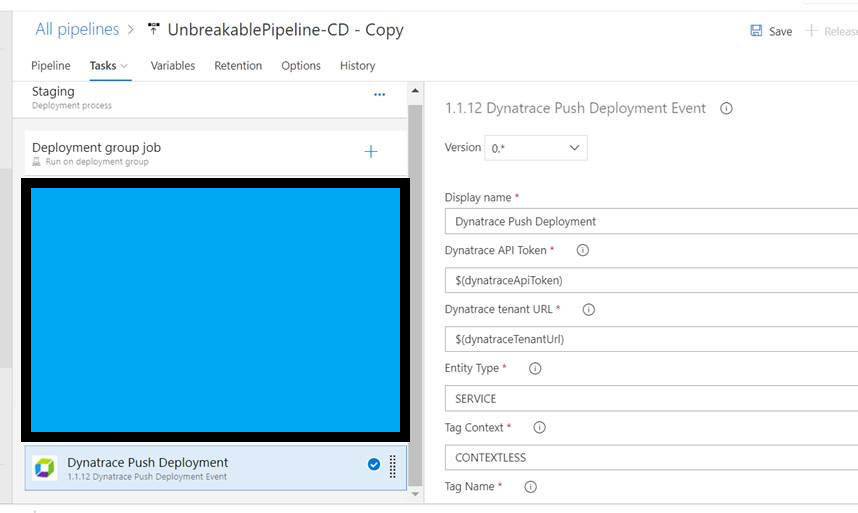 All pipelines > UnbreakablePipeline-CD - Copy
Save
Pipeline Tasks Variables Retention Options History
Staging
Deployment process
Deployment group job
Run on deployment group
Dynatrace Push Deployment
1.1.12 Dynatrace Push Deployment Event
1.1.12 Dynatrace Push Deployment Event
Version 0.*
Display name *
Dynatrace Push Deployment
Dynatrace API Token *
$(dynatraceApiToken)
Dynatrace tenant URL *
$(dynatraceTenantUrl)
Entity Type *
SERVICE
Tag Context *
CONTEXTLESS
Tag Name *